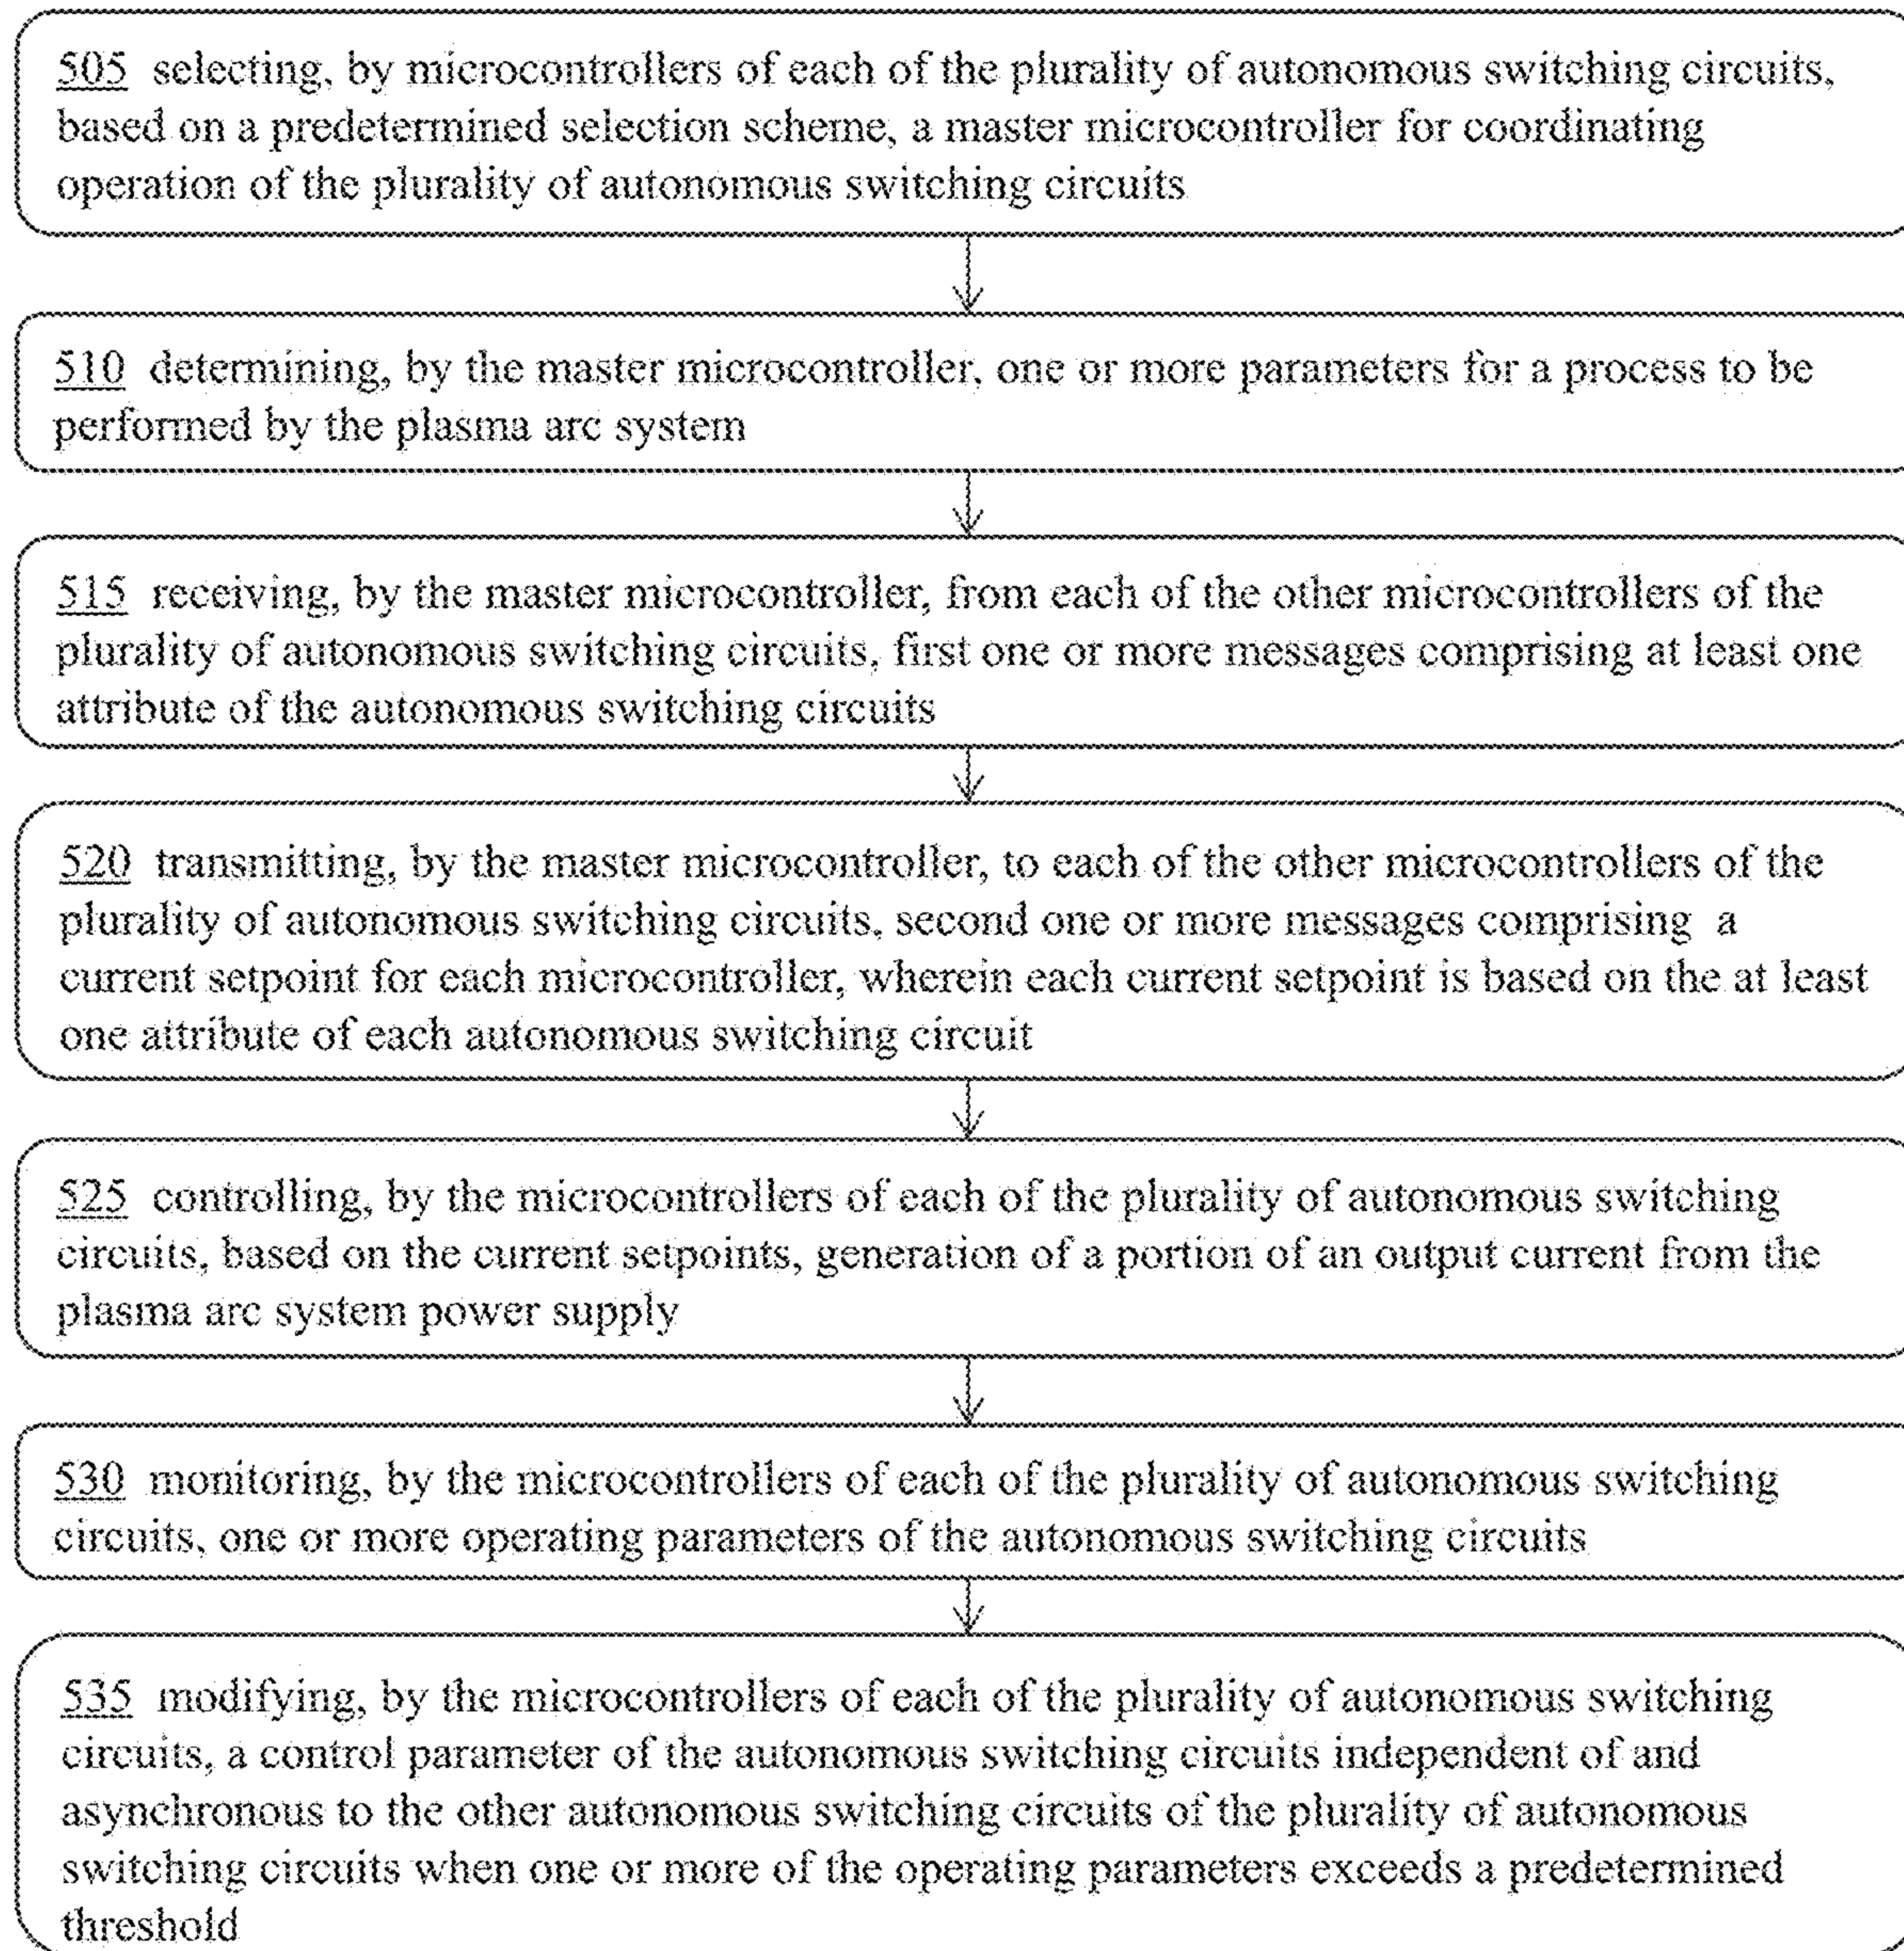 505 selecting, by microcontrollers of each of the plurality of autonomous switching circuits,
based on a predetermined selection scheme, a master microcontroller for coordinating
operation of the plurality of autonomous switching circuits
510 determining, by the master microcontroller, one or more parameters for a process to be
performed by the plasma arc system
515 receiving, by the master microcontroller, from each of the other microcontrollers of the
plurality of autonomous switching circuits, first one or more messages comprising at least one
attribute of the autonomous switching circuits
520 transmitting, by the master microcontroller, to each of the other microcontrollers of the
plurality of autonomous switching circuits, second one or more messages comprising a
current setpoint for each microcontroller, wherein each current setpoint is based on the at least
one attribute of each autonomous switching circuit
525 controlling, by the microcontrollers of each of the plurality of autonomous switching
circuits, based on the current setpoints, generation of a portion of an output current from the
plasma arc system power supply
530 monitoring, by the microcontrollers of each of the plurality of autonomous switching
circuits, one or more operating parameters of the autonomous switching circuits
535 modifying, by the microcontrollers of each of the plurality of autonomous switching
circuits, a control parameter of the autonomous switching circuits independent of and
asynchronous to the other autonomous switching circuits of the plurality of autonomous
switching circuits when one or more of the operating parameters exceeds a predetermined
threshold